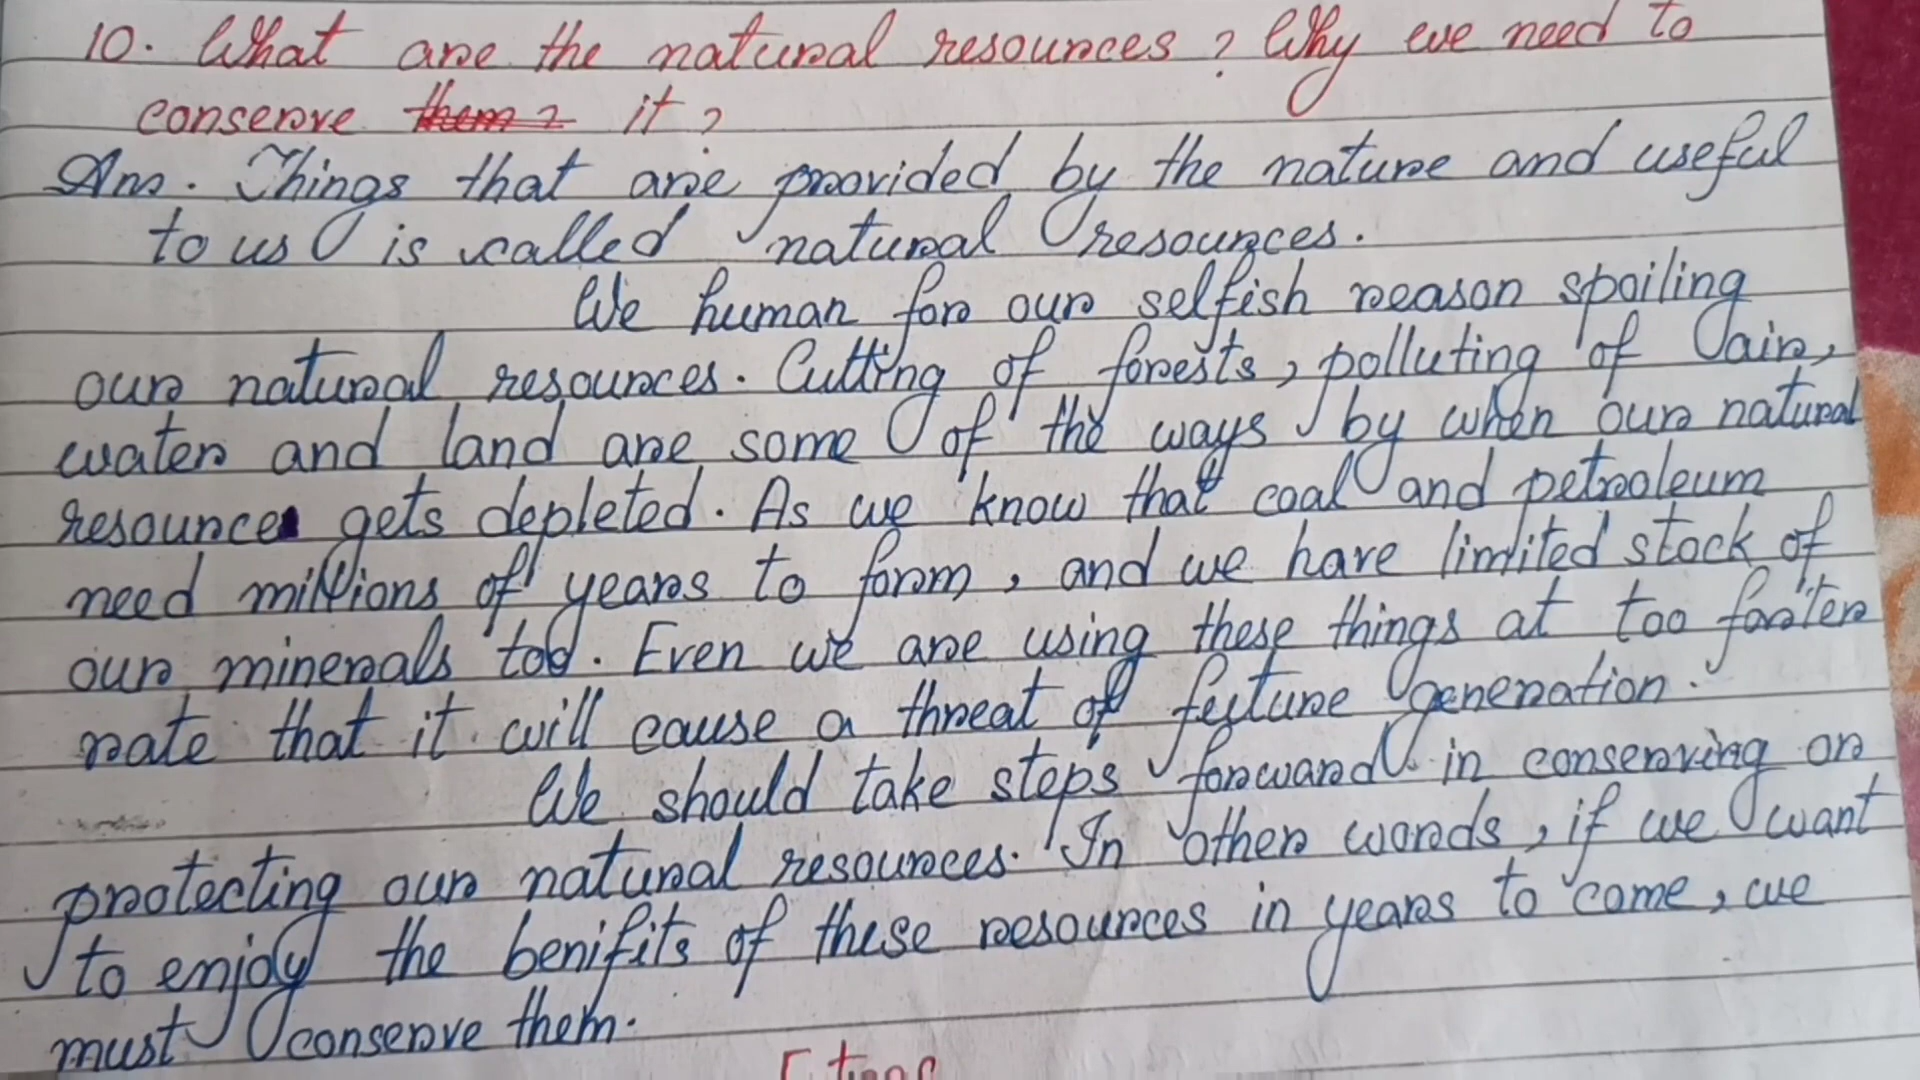 10. What are the natural resources? Why we need to
conserve them? it?
Ans. Things that are provided by the nature and useful
to us is called natural resources.
We human for our selfish reason spoiling
our natural resources. Cutting of forests, polluting of air,
water and land are some of the ways by when our natural
resource gets depleted. As we know that coal and petroleum
need millions of years to form, and we have limited stock of
our minerals too. Even we are using these things at too faster
rate that it will cause a threat of future generation.
We should take steps forward in conserving or
protecting our natural resources. In other words, if we want
to enjoy the benifits of these resources in years to come, we
must conserve them.